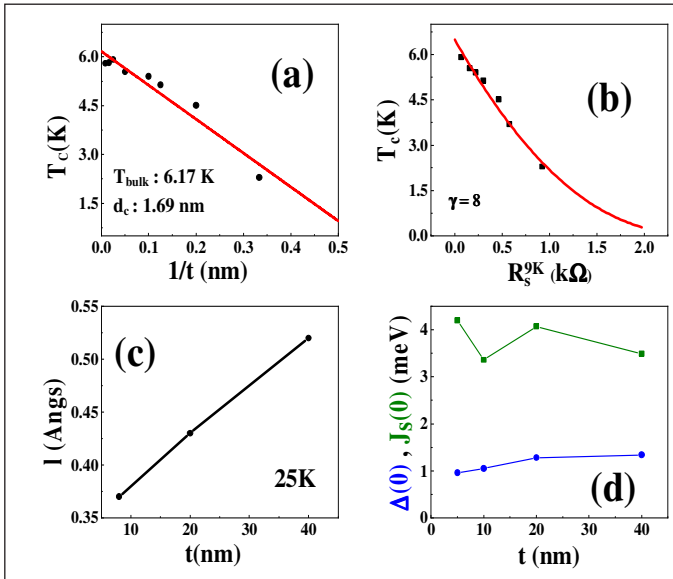 (a)
6.0
4.5
3.0
1.5
T_C(K)
T_bulk : 6.17 K
d_c : 1.69 nm
0.0 0.1 0.2 0.3 0.4 0.5
1/t (nm)
(b)
6.0
4.5
3.0
1.5
0.0
T_c(K)
γ=8
0.0 0.5 1.0 1.5 2.0
R_s^9K (kΩ)
(c)
0.55
0.50
0.45
0.40
0.35
l (Angs)
25K
10 20 30 40
t(nm)
(d)
4
3
2
1
0
Δ(0) , J_S(0) (meV)
0 10 20 30 40
t (nm)